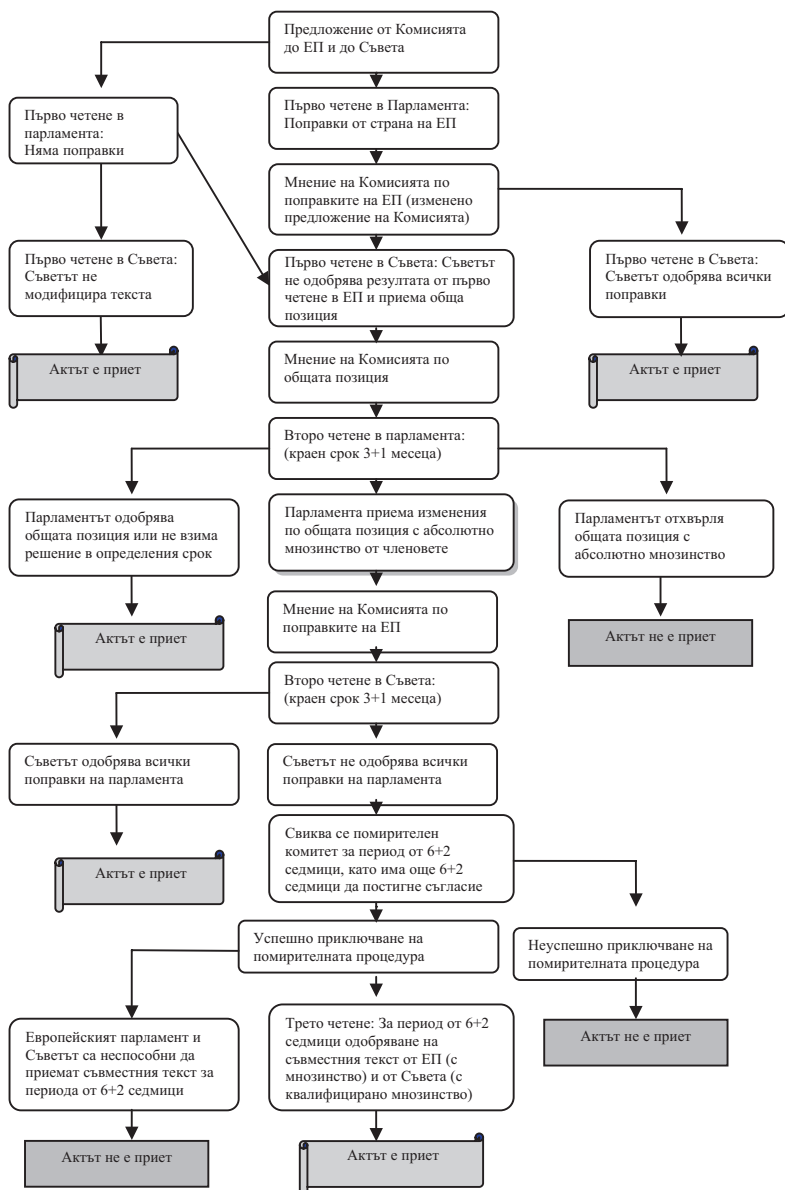 Предложение от Комисията
до ЕП и до Съвета
Първо четене в
парламента:
Няма поправки
Първо четене в Парламента:
Поправки от страна на ЕП
Мнение на Комисията по
поправките на ЕП (изменено
предложение на Комисията)
Първо четене в Съвета:
Съветът не
модифицира текста
Първо четене в Съвета: Съветът
не одобрява резултата от първо
четене в ЕП и приема обща
позиция
Първо четене в Съвета:
Съветът одобрява всички
поправки
Актът е приет
Мнение на Комисията по
общата позиция
Актът е приет
Второ четене в парламента:
(краен срок 3+1 месеца)
Парламентът одобрява
общата позиция или не взима
решение в определения срок
Парламента приема изменения
по общата позиция с абсолютно
мнозинство от членовете
Парламентът отхвърля
общата позиция с
абсолютно мнозинство
Актът е приет
Мнение на Комисията по
поправките на ЕП
Актът не е приет
Второ четене в Съвета:
(краен срок 3+1 месеца)
Съветът одобрява всички
поправки на парламента
Съветът не одобрява всички
поправки на парламента
Актът е приет
Свиква се помирителен
комитет за период от 6+2
седмици, като има още 6+2
седмици да постигне съгласие
Успешно приключване на
помирителната процедура
Неуспешно приключване на
помирителната процедура
Европейският парламент и
Съветът са неспособни да
приемат съвместния текст за
периода от 6+2 седмици
Трето четене: За период от 6+2
седмици одобряване на
съвместния текст от ЕП (с
мнозинство) и от Съвета (с
квалифицирано мнозинство)
Актът не е приет
Актът не е приет
Актът е приет